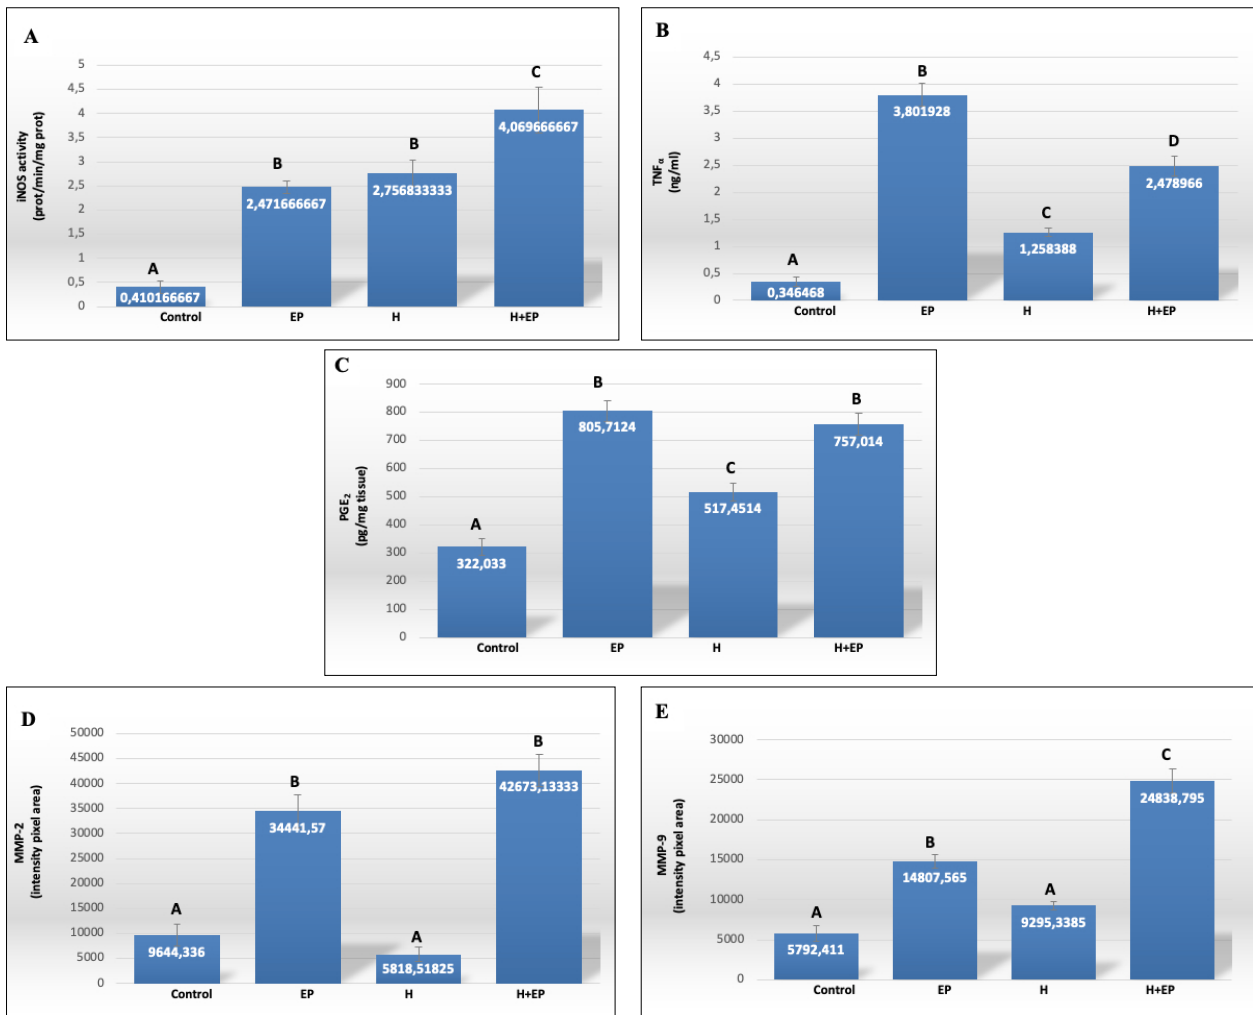 A
iNOS activity
(prot/min/mg prot)
5
4,5
4
3,5
3
2,5
2
1,5
1
0,5
0
A
B
B
C
0,410166667
2,471666667
2,756833333
4,069666667
Control EP H H+EP
B
TNFα
(ng/ml)
4,5
4
3,5
3
2,5
2
1,5
1
0,5
0
A
B
C
D
0,346468
3,801928
1,258388
2,478966
Control EP H H+EP
C
PGE2
(pg/mg tissue)
900
800
700
600
500
400
300
200
100
0
A
B
C
B
322,033
805,7124
517,4514
757,014
Control EP H H+EP
D
MMP-2
(intensity pixel area)
50000
45000
40000
35000
30000
25000
20000
15000
10000
5000
0
A
B
A
B
9644,336
34441,57
5818,51825
42673,13333
Control EP H H+EP
E
MMP-9
(intensity pixel area)
30000
25000
20000
15000
10000
5000
0
A
B
A
C
5792,411
14807,565
9295,3385
24838,795
Control EP H H+EP